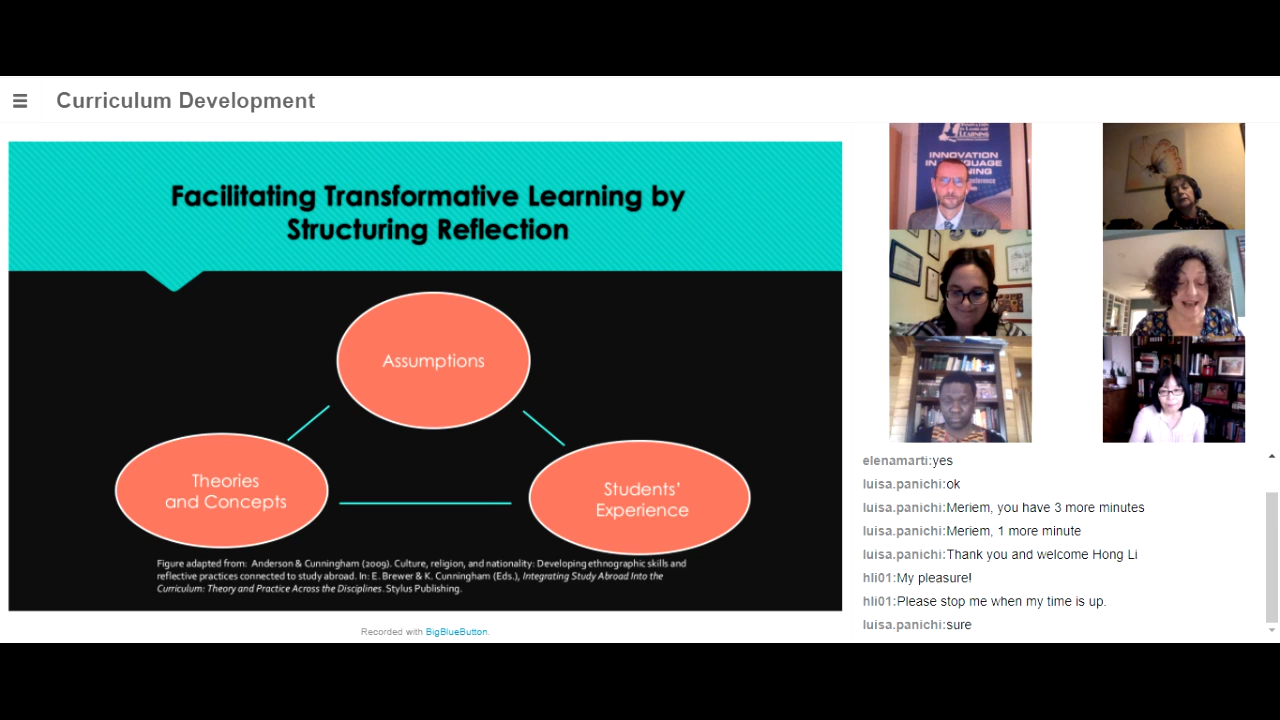 Curriculum Development
Facilitating Transformative Learning by
Structuring Reflection
Assumptions
Theories
and Concepts
Students'
Experience
Figure adapted from: Anderson & Cunningham (2009). Culture, religion, and nationality: Developing ethnographic skills and
reflective practices connected to study abroad. In: E. Brewer & K. Cunningham (Eds.), Integrating Study Abroad Into the
Curriculum: Theory and Practice Across the Disciplines. Stylus Publishing.
Recorded with BigBlueButton.
LEARNING
INNOVATION
IN LANGUAGE
elenamarti:yes
luisa.panichi:ok
luisa.panichi:Meriem, you have 3 more minutes
luisa.panichi:Meriem, 1 more minute
luisa.panichi:Thank you and welcome Hong Li
hli01:My pleasure!
hli01:Please stop me when my time is up.
luisa.panichi:sure